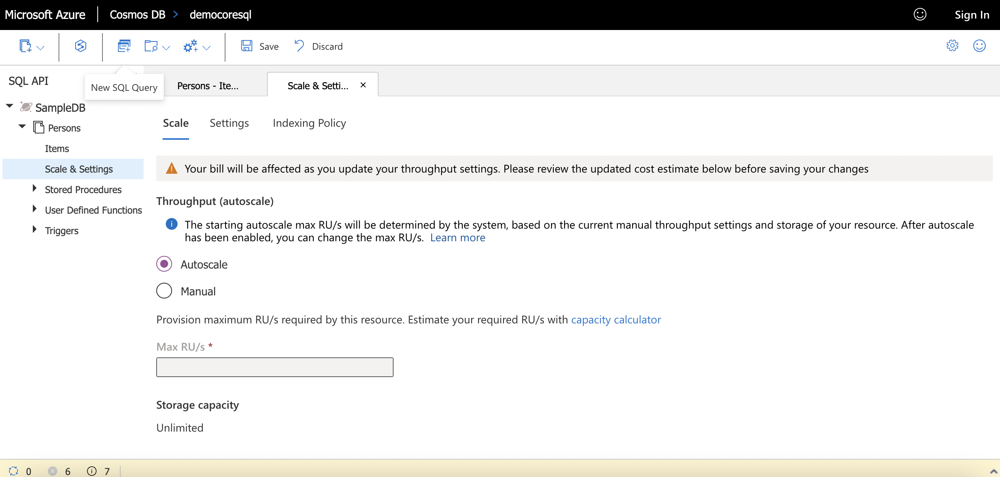 Microsoft Azure
Cosmos DB > democoresql
Sign In
Save
Discard
SQL API
New SQL Query
Persons - Ite...
Scale & Setti...
SampleDB
Persons
Items
Scale & Settings
Stored Procedures
User Defined Functions
Triggers
Scale
Settings
Indexing Policy
Your bill will be affected as you update your throughput settings. Please review the updated cost estimate below before saving your changes
Throughput (autoscale)
The starting autoscale max RU/s will be determined by the system, based on the current manual throughput settings and storage of your resource. After autoscale
has been enabled, you can change the max RU/s. Learn more
Autoscale
Manual
Provision maximum RU/s required by this resource. Estimate your required RU/s with capacity calculator
Max RU/s *
Storage capacity
Unlimited
0
6
7